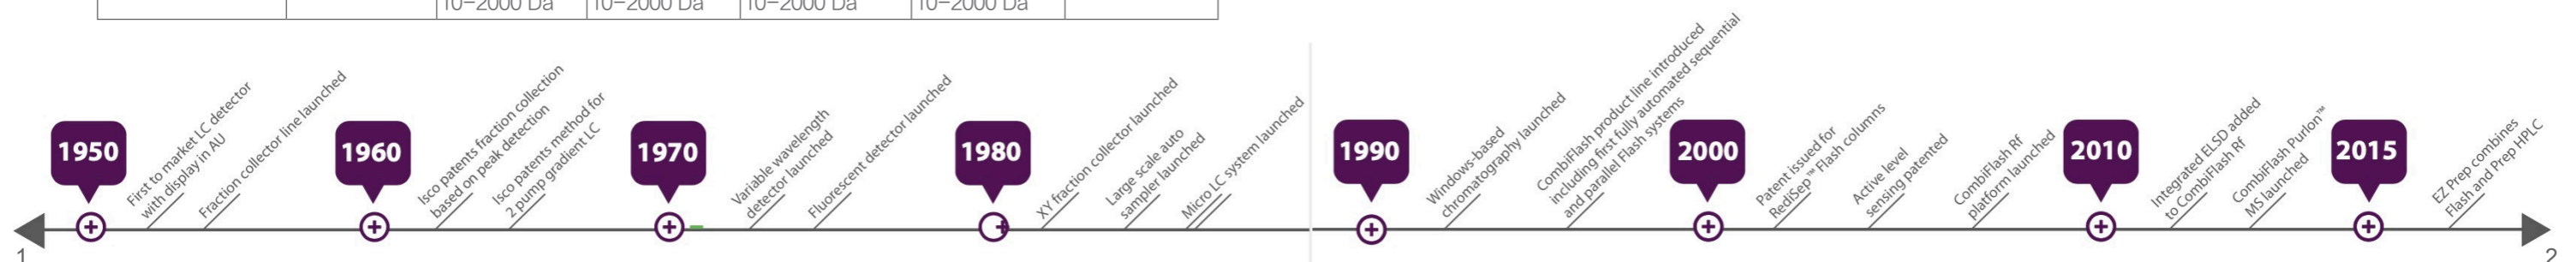 10–2000 Da
10–2000 Da
10–2000 Da
10–2000 Da
1950
First to market LC detector
with display in AU
Fraction collector line launched
1960
Isco patents fraction collection
based on peak detection
Isco patents method for
2 pump gradient LC
1970
Variable wavelength
detector launched
Fluorescent detector launched
1980
XY fraction collector launched
Large scale auto
sampler launched
Micro LC system launched
1990
Windows-based
chromatography launched
CombiFlash product line introduced
including first fully automated sequential
and parallel Flash systems
2000
Patent issued for
RediSep™ Flash columns
Active level
sensing patented
CombiFlash Rf
platform launched
2010
Integrated ELSD added
to CombiFlash Rf
CombiFlash Purlon™
MS launched
2015
EZ Prep combines
Flash and Prep HPLC
1
2